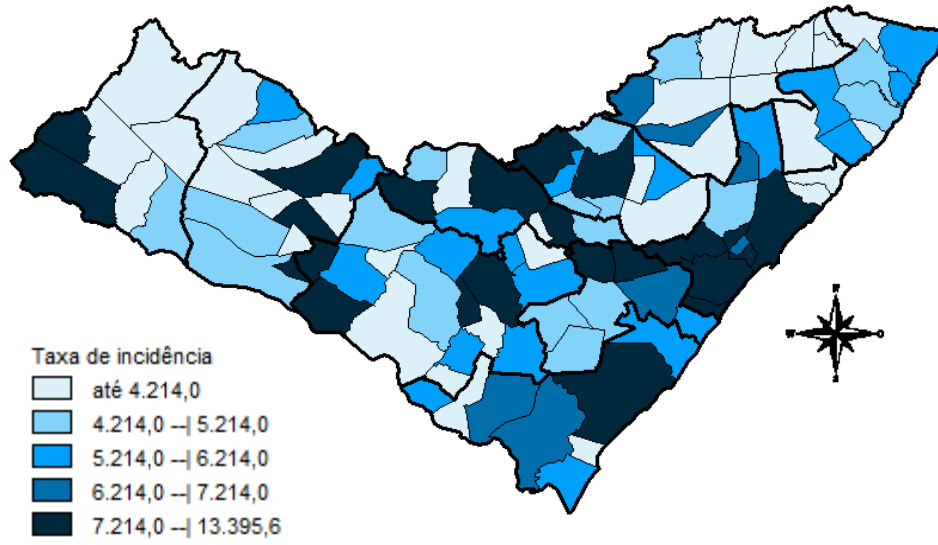 Taxa de incidência
até 4.214,0
4.214,0 --| 5.214,0
5.214,0 --| 6.214,0
6.214,0 --| 7.214,0
7.214,0 --| 13.395,6